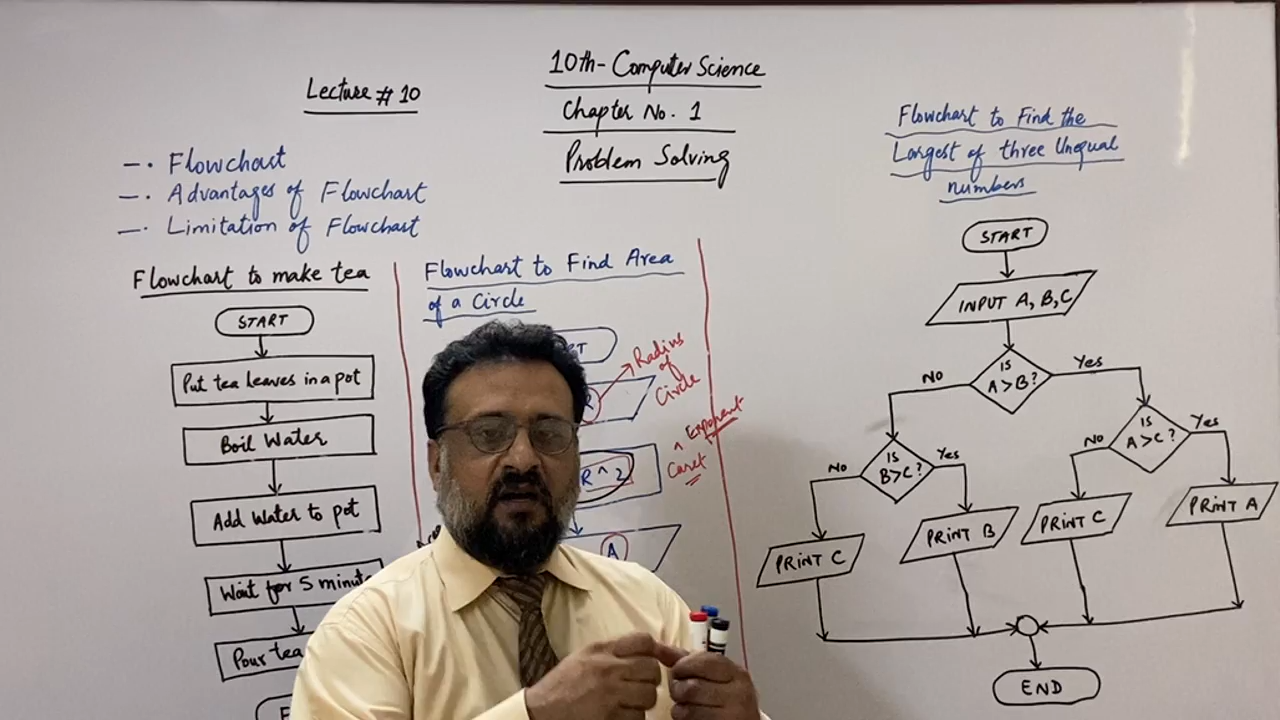 Lecture # 10
10th- Computer Science
Chapter No. 1
Problem Solving
-. Flowchart
-. Advantages of Flowchart
-. Limitation of Flowchart
Flowchart to make tea
START
Put tea leaves in a pot
Boil Water
Add Water to pot
Wait for 5 minut
Pour tea
Flowchart to Find Area
of a Circle
RT
R
Radius
of
Circle
R ^ 2
^ Exponent
Caret
A
Flowchart to Find the
Largest of three Unequal
numbers
START
INPUT A, B, C
IS
A > B?
No
Yes
IS
B > C?
No
Yes
IS
A > C?
No
Yes
PRINT C
PRINT B
PRINT C
PRINT A
END